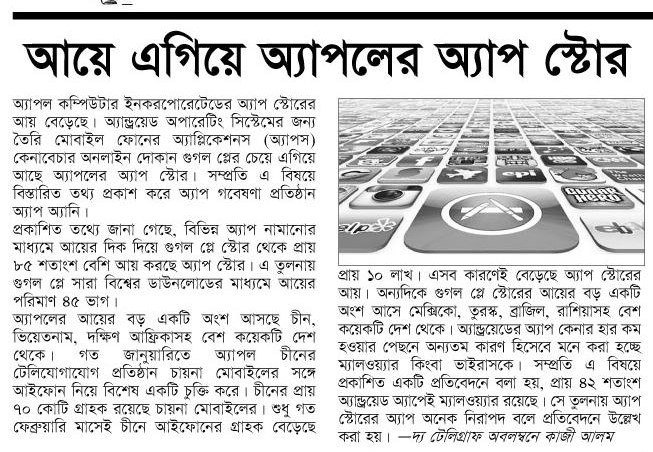 আয়ে এগিয়ে অ্যাপলের অ্যাপ স্টোর
অ্যাপল কম্পিউটার ইনকরপোরেটেডের অ্যাপ স্টোরের
আয় বেড়েছে। অ্যান্ড্রয়েড অপারেটিং সিস্টেমের জন্য
তৈরি মোবাইল ফোনের অ্যাপ্লিকেশনস (অ্যাপস)
কেনাবেচার অনলাইন দোকান গুগল প্লের চেয়ে এগিয়ে
আছে অ্যাপলের অ্যাপ স্টোর। সম্প্রতি এ বিষয়ে
বিস্তারিত তথ্য প্রকাশ করে অ্যাপ গবেষণা প্রতিষ্ঠান
অ্যাপ অ্যানি।
প্রকাশিত তথ্যে জানা গেছে, বিভিন্ন অ্যাপ নামানোর
মাধ্যমে আয়ের দিক দিয়ে গুগল প্লে স্টোর থেকে প্রায়
৮৫ শতাংশ বেশি আয় করছে অ্যাপ স্টোর। এ তুলনায়
গুগল প্লে সারা বিশ্বের ডাউনলোডের মাধ্যমে আয়ের
পরিমাণ ৪৫ ভাগ।
অ্যাপলের আয়ের বড় একটি অংশ আসছে চীন,
ভিয়েতনাম, দক্ষিণ আফ্রিকাসহ বেশ কয়েকটি দেশ
থেকে। গত জানুয়ারিতে অ্যাপল চীনের
টেলিযোগাযোগ প্রতিষ্ঠান চায়না মোবাইলের সঙ্গে
আইফোন নিয়ে বিশেষ একটি চুক্তি করে। চীনের প্রায়
৭০ কোটি গ্রাহক রয়েছে চায়না মোবাইলের। শুধু গত
ফেব্রুয়ারি মাসেই চীনে আইফোনের গ্রাহক বেড়েছে
প্রায় ১০ লাখ। এসব কারণেই বেড়েছে অ্যাপ স্টোরের
আয়। অন্যদিকে গুগল প্লে স্টোরের আয়ের বড় একটি
অংশ আসে মেক্সিকো, তুরস্ক, ব্রাজিল, রাশিয়াসহ বেশ
কয়েকটি দেশ থেকে। অ্যান্ড্রয়েডের অ্যাপ কেনার হার কম
হওয়ার পেছনে অন্যতম কারণ হিসেবে মনে করা হচ্ছে
ম্যালওয়্যার কিংবা ভাইরাসকে। সম্প্রতি এ বিষয়ে
প্রকাশিত একটি প্রতিবেদনে বলা হয়, প্রায় ৪২ শতাংশ
অ্যান্ড্রয়েড অ্যাপেই ম্যালওয়্যার রয়েছে। সে তুলনায় অ্যাপ
স্টোরের অ্যাপ অনেক নিরাপদ বলে প্রতিবেদনে উল্লেখ
করা হয়। —দ্য টেলিগ্রাফ অবলম্বনে কাজী আলম